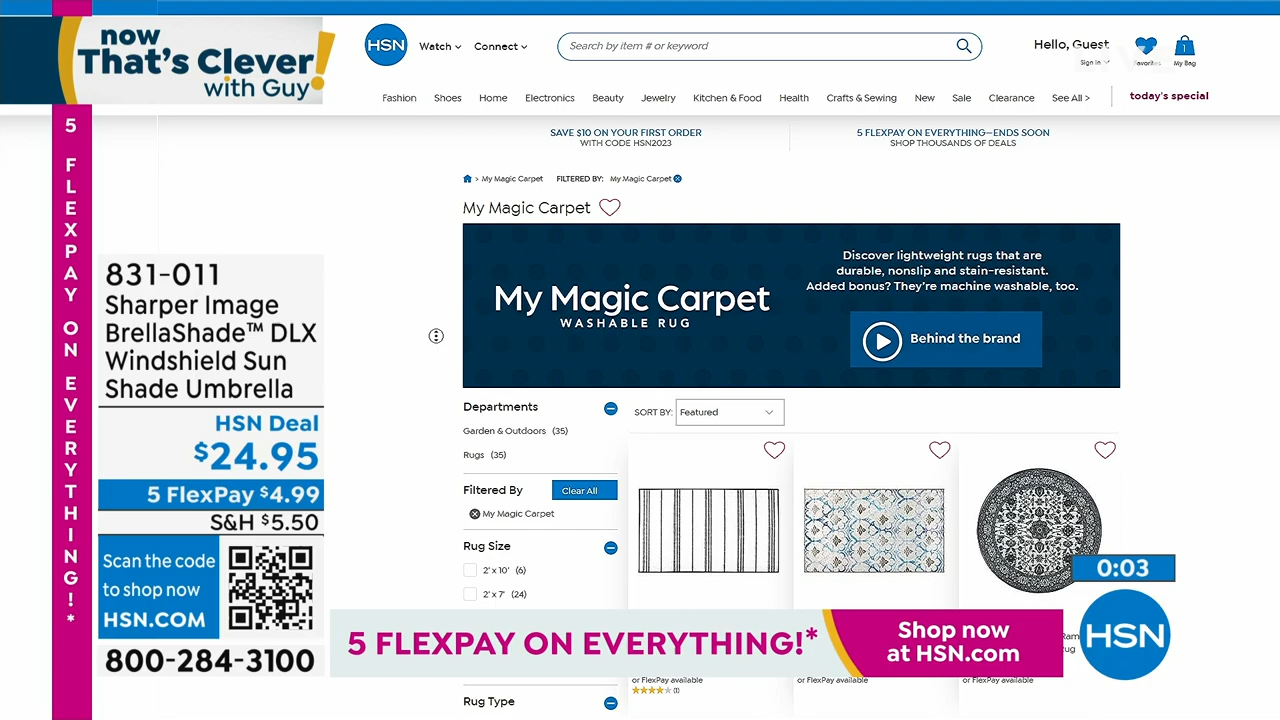 now
That's Clever!
with Guy
HSN
Watch
Connect
Search by item # or keyword
Hello, Guest
Sign In
Favorites
1
My Bag
Fashion
Shoes
Home
Electronics
Beauty
Jewelry
Kitchen & Food
Health
Crafts & Sewing
New
Sale
Clearance
See All >
today's special
SAVE $10 ON YOUR FIRST ORDER
WITH CODE HSN2023
5 FLEXPAY ON EVERYTHING—ENDS SOON
SHOP THOUSANDS OF DEALS
> My Magic Carpet FILTERED BY: My Magic Carpet
My Magic Carpet
My Magic Carpet
WASHABLE RUG
Discover lightweight rugs that are
durable, nonslip and stain-resistant.
Added bonus? They're machine washable, too.
Behind the brand
Departments
Garden & Outdoors (35)
Rugs (35)
Filtered By
Clear All
My Magic Carpet
Rug Size
2' x 10' (6)
2' x 7' (24)
Rug Type
SORT BY:
Featured
or FlexPay available
(1)
or FlexPay available
or FlexPay available
5 FLEXPAY ON EVERYTHING!*
831-011
Sharper Image
BrellaShade™ DLX
Windshield Sun
Shade Umbrella
HSN Deal
$24.95
5 FlexPay $4.99
S&H $5.50
Scan the code
to shop now
HSN.COM
800-284-3100
5 FLEXPAY ON EVERYTHING!*
Shop now
at HSN.com
0:03
HSN